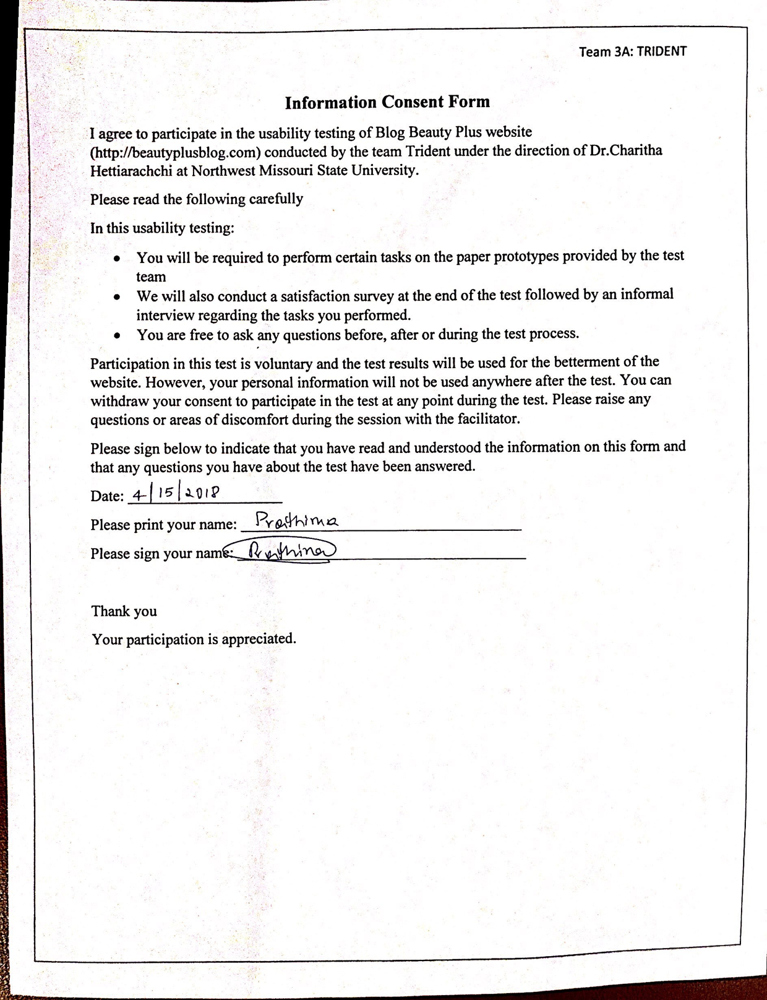 Team 3A: TRIDENT
Information Consent Form
I agree to participate in the usability testing of Blog Beauty Plus website
(http://beautyplusblog.com) conducted by the team Trident under the direction of Dr.Charitha
Hettiarachchi at Northwest Missouri State University.
Please read the following carefully
In this usability testing:
• You will be required to perform certain tasks on the paper prototypes provided by the test
team
• We will also conduct a satisfaction survey at the end of the test followed by an informal
interview regarding the tasks you performed.
• You are free to ask any questions before, after or during the test process.
Participation in this test is voluntary and the test results will be used for the betterment of the
website. However, your personal information will not be used anywhere after the test. You can
withdraw your consent to participate in the test at any point during the test. Please raise any
questions or areas of discomfort during the session with the facilitator.
Please sign below to indicate that you have read and understood the information on this form and
that any questions you have about the test have been answered.
Date: 4/15/2018
Please print your name: Prathima
Please sign your name: Prathima
Thank you
Your participation is appreciated.